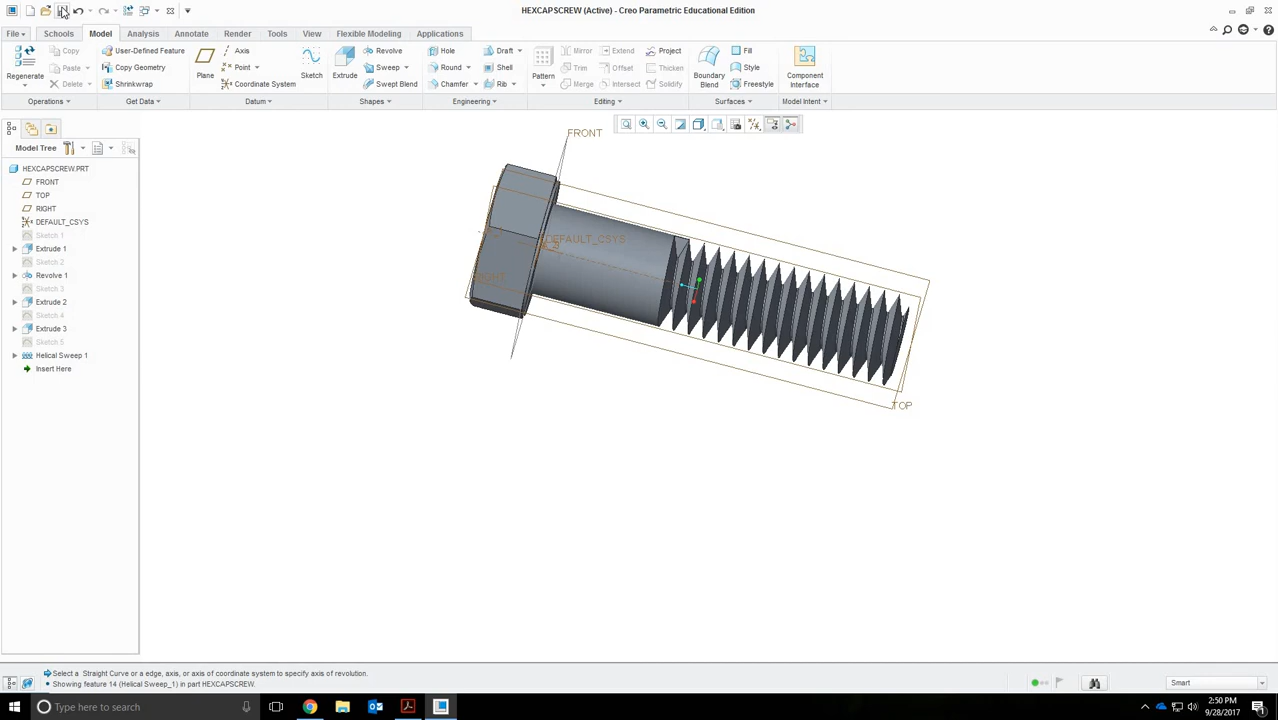 HEXCAPSCREW (Active) - Creo Parametric Educational Edition
File Schools Model Analysis Annotate Render Tools View Flexible Modeling Applications
Regenerate
Copy
Paste
Delete
Operations
User-Defined Feature
Copy Geometry
Shrinkwrap
Get Data
Plane
Axis
Point
Coordinate System
Sketch
Datum
Extrude
Revolve
Sweep
Swept Blend
Shapes
Hole
Round
Chamfer
Draft
Shell
Rib
Engineering
Pattern
Mirror
Trim
Merge
Extend
Offset
Intersect
Project
Thicken
Solidify
Editing
Boundary
Blend
Fill
Style
Freestyle
Surfaces
Component
Interface
Model Intent
Model Tree
HEXCAPSCREW.PRT
FRONT
TOP
RIGHT
DEFAULT_CSYS
Sketch 1
Extrude 1
Sketch 2
Revolve 1
Sketch 3
Extrude 2
Sketch 4
Extrude 3
Sketch 5
Helical Sweep 1
Insert Here
FRONT
DEFAULT_CSYS
RIGHT
TOP
Select a Straight Curve or a edge, axis, or axis of coordinate system to specify axis of revolution.
Showing feature 14 (Helical Sweep_1) in part HEXCAPSCREW.
Smart
Type here to search
2:50 PM
9/28/2017